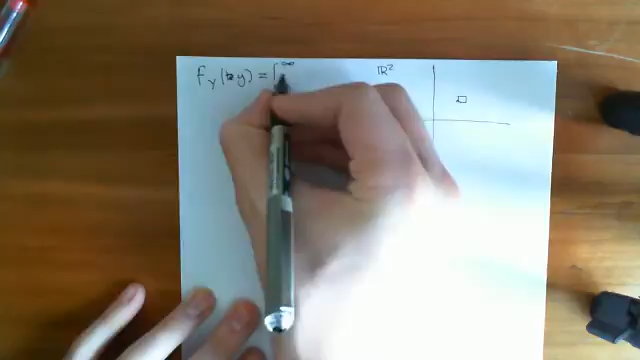 f_Y(y) = ∫^∞
ℝ²